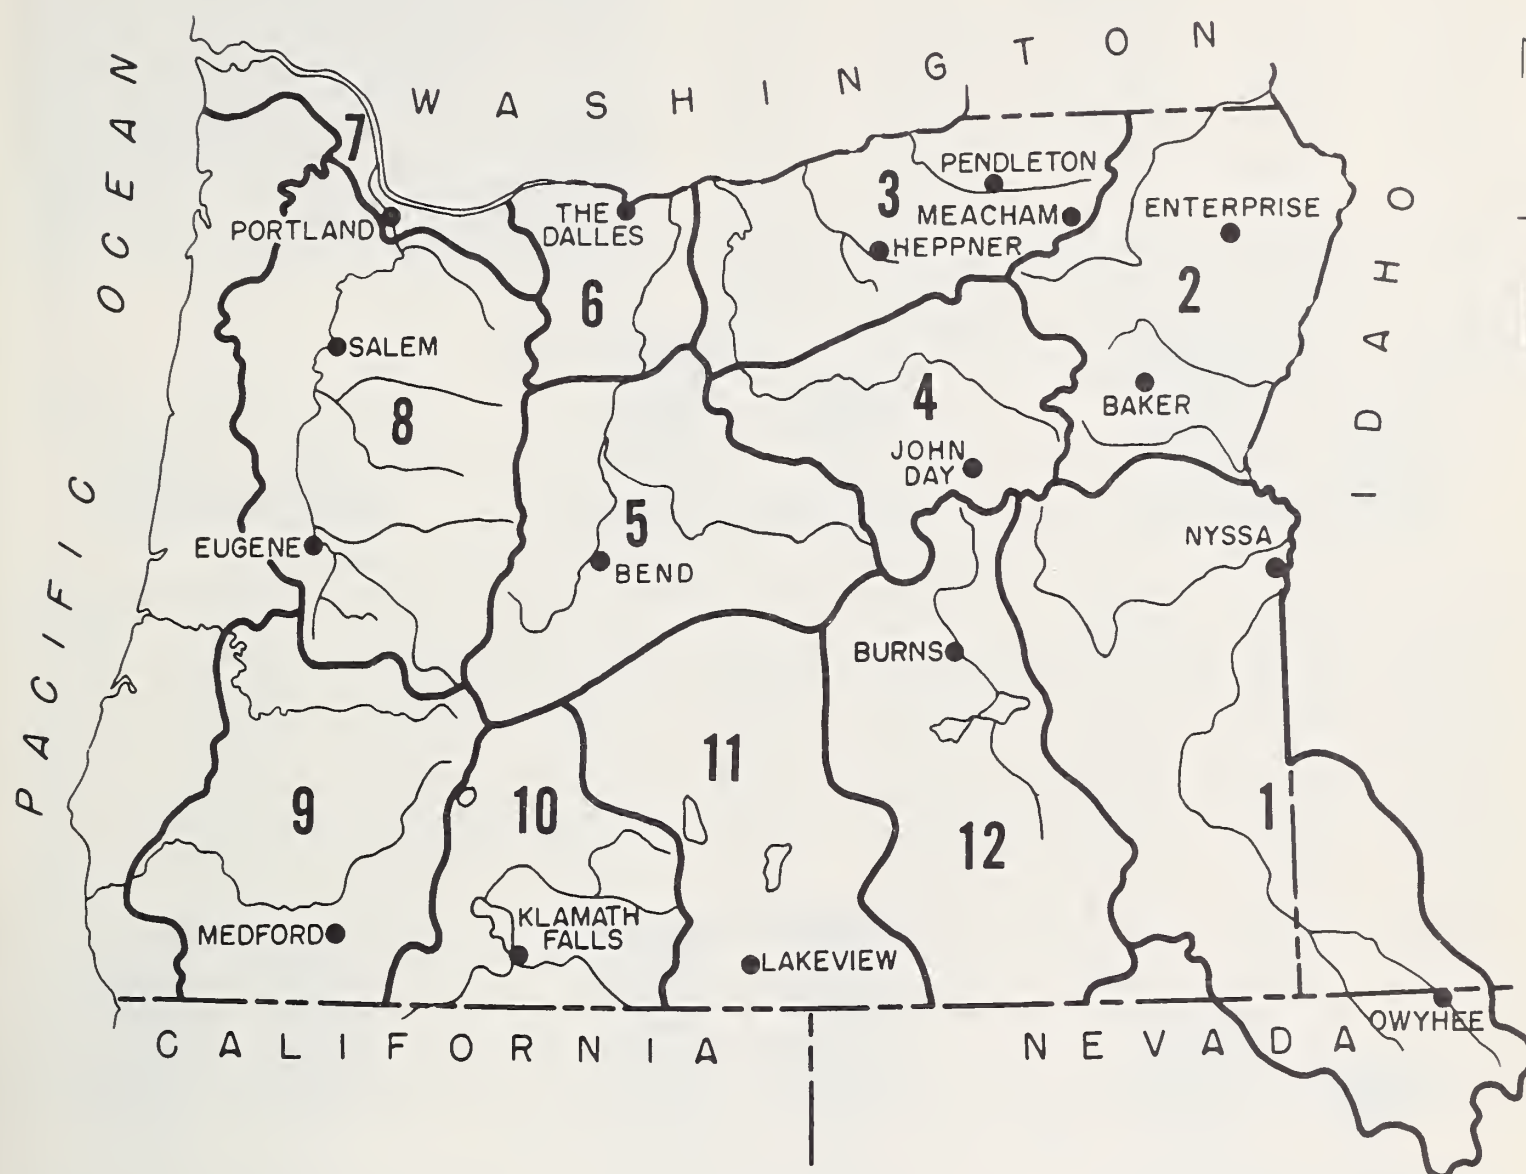 WASHINGTON
PACIFIC OCEAN
IDAHO
7
PORTLAND
THE
DALLES
6
3
PENDLETON
MEACHAM
HEPPNER
ENTERPRISE
2
BAKER
SALEM
8
4
JOHN
DAY
EUGENE
5
BEND
NYSSA
BURNS
9
10
11
12
1
MEDFORD
KLAMATH
FALLS
LAKEVIEW
OWYHEE
CALIFORNIA
NEVADA